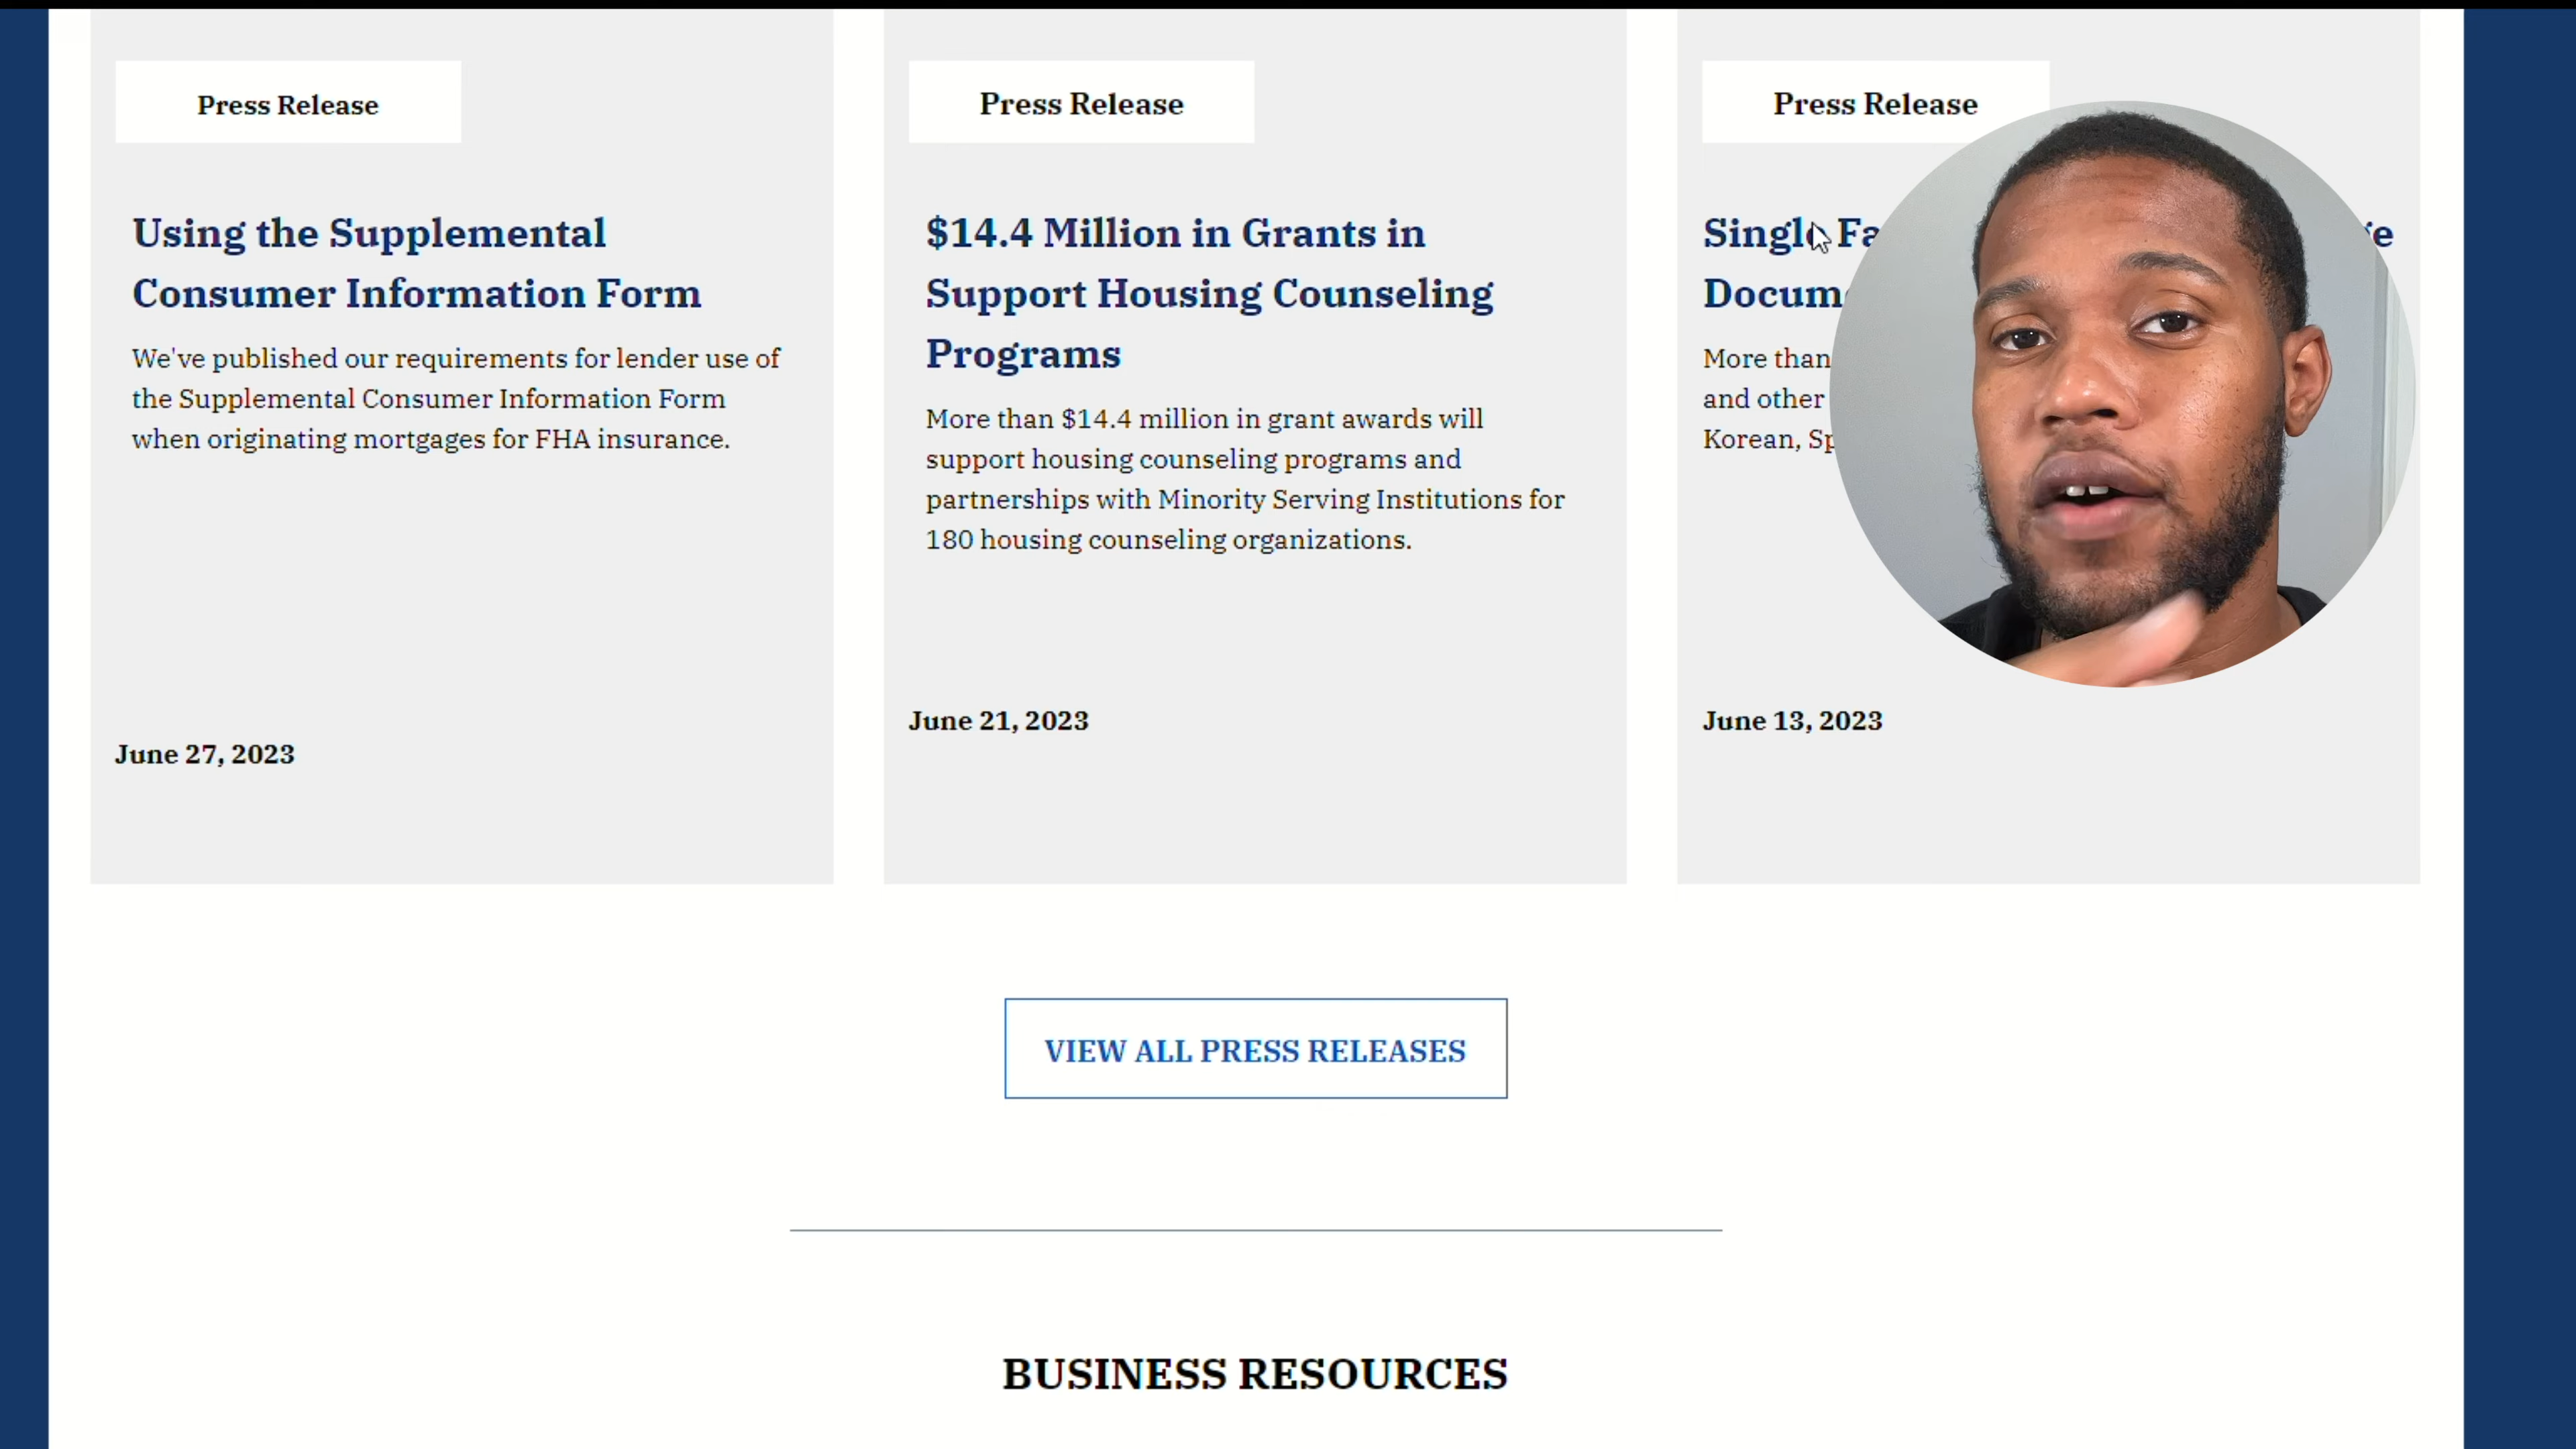 Press Release
Using the Supplemental
Consumer Information Form
We've published our requirements for lender use of
the Supplemental Consumer Information Form
when originating mortgages for FHA insurance.
June 27, 2023
Press Release
$14.4 Million in Grants in
Support Housing Counseling
Programs
More than $14.4 million in grant awards will
support housing counseling programs and
partnerships with Minority Serving Institutions for
180 housing counseling organizations.
June 21, 2023
Press Release
Single
More than
and other
Korean,
June 13, 2023
VIEW ALL PRESS RELEASES
BUSINESS RESOURCES